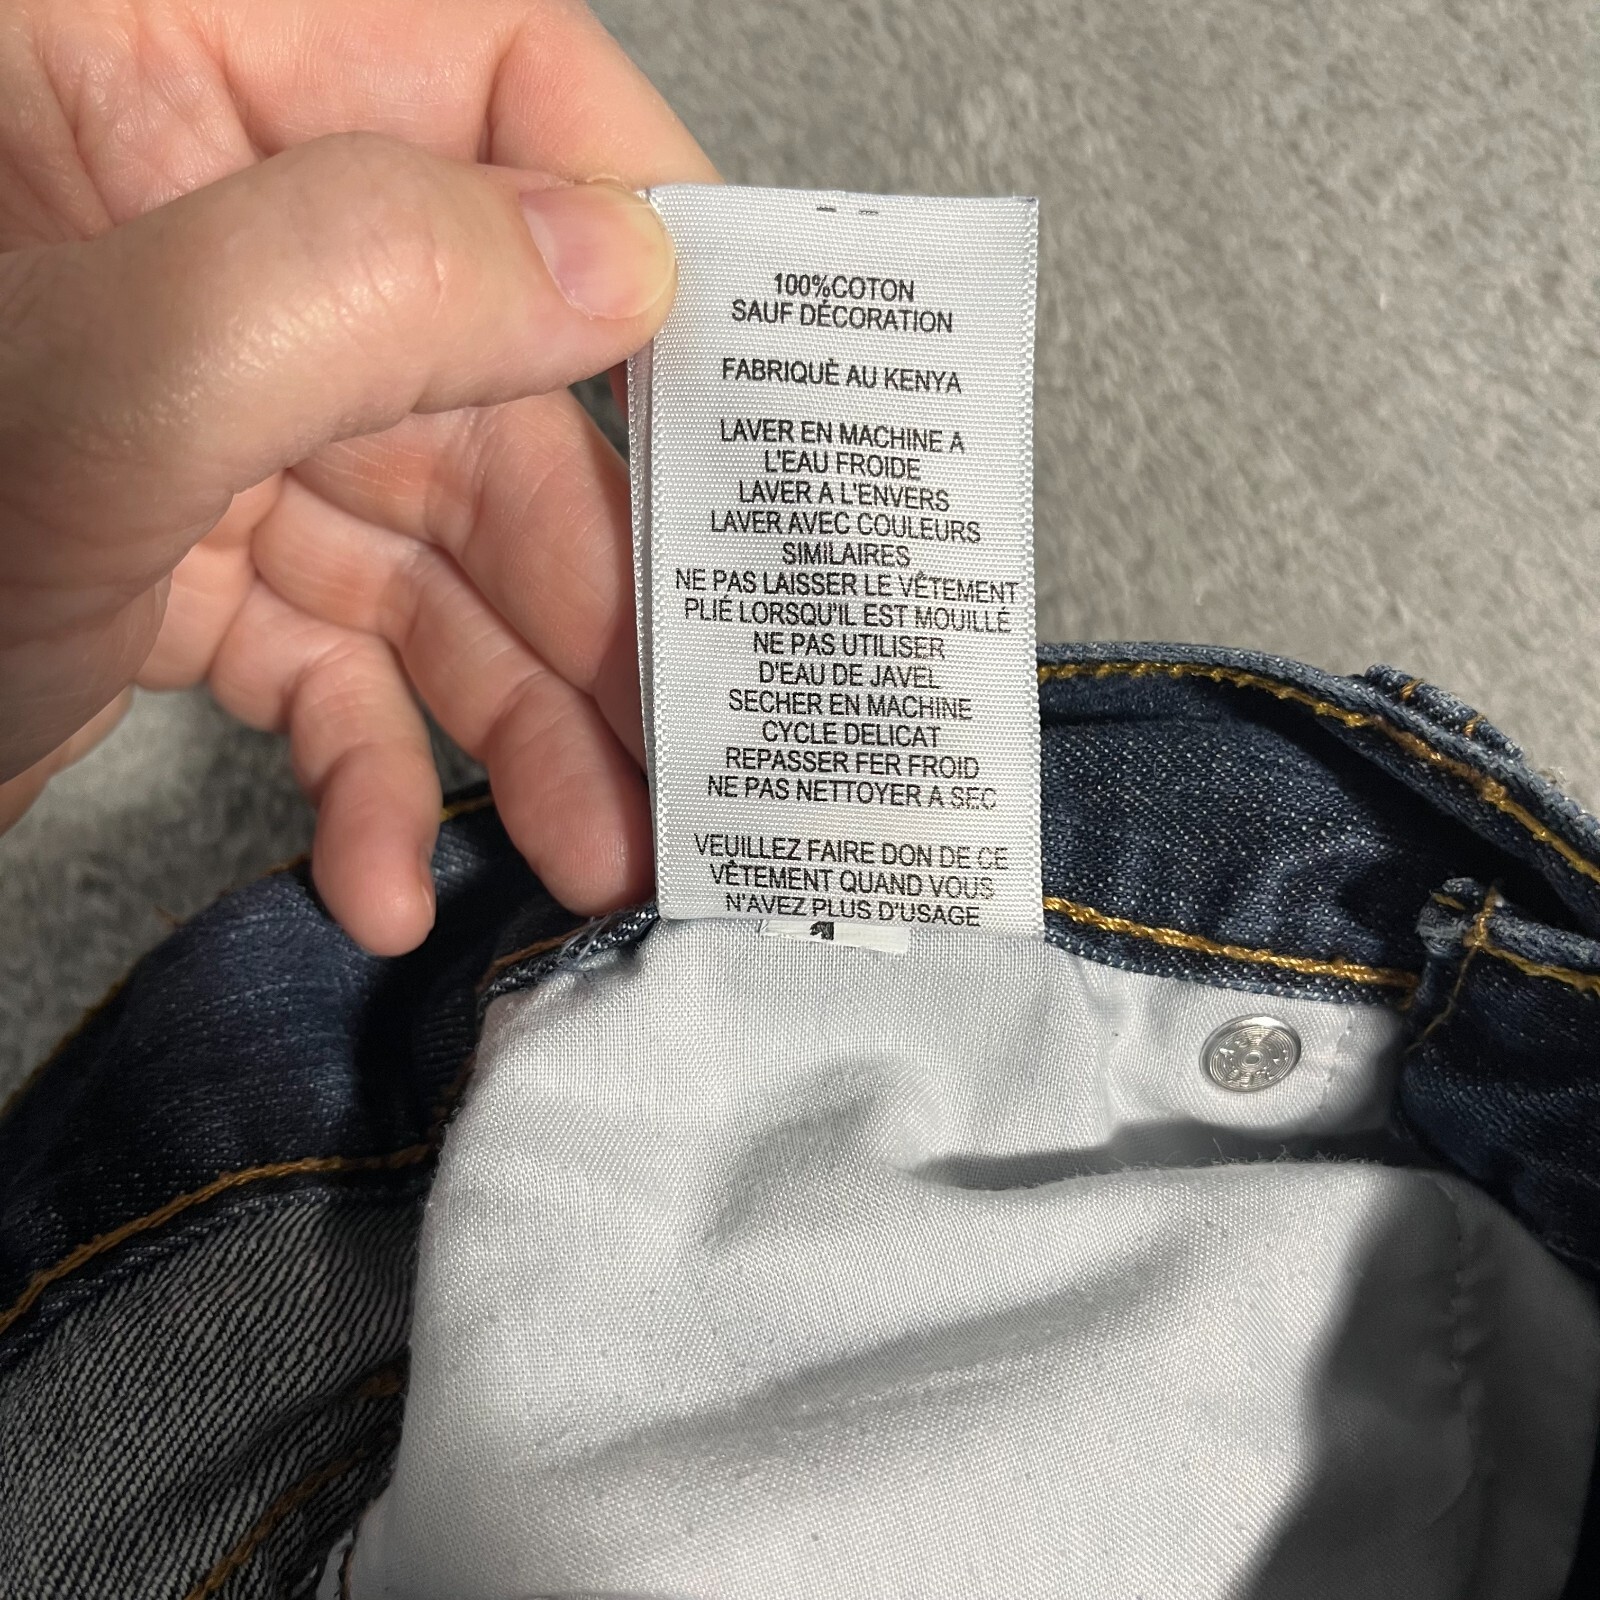 100%COTON
SAUF DÉCORATION
FABRIQUÈ AU KENYA
LAVER EN MACHINE A
L'EAU FROIDE
LAVER A L'ENVERS
LAVER AVEC COULEURS
SIMILAIRES
NE PAS LAISSER LE VÊTEMENT
PLIÉ LORSQU'IL EST MOUILLÉ
NE PAS UTILISER
D'EAU DE JAVEL
SECHER EN MACHINE
CYCLE DELICAT
REPASSER FER FROID
NE PAS NETTOYER A SEC
VEUILLEZ FAIRE DON DE CE
VÊTEMENT QUAND VOUS
N'AVEZ PLUS D'USAGE